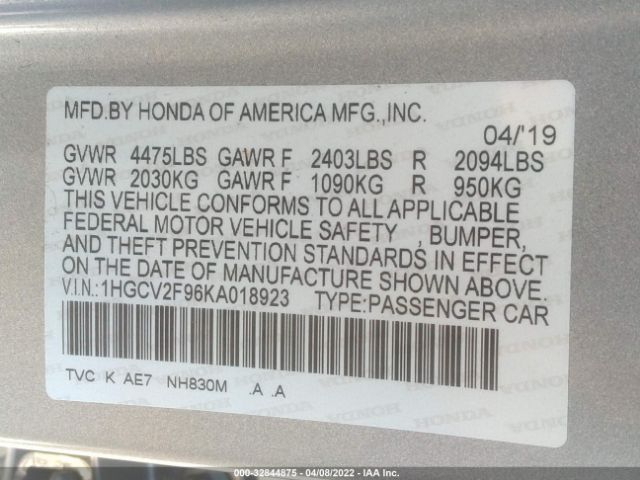 MFD.BY HONDA OF AMERICA MFG.,INC.
04/'19
GVWR 4475LBS GAWR F 2403LBS R 2094LBS
GVWR 2030KG GAWR F 1090KG R 950KG
THIS VEHICLE CONFORMS TO ALL APPLICABLE
FEDERAL MOTOR VEHICLE SAFETY , BUMPER,
AND THEFT PREVENTION STANDARDS IN EFFECT
ON THE DATE OF MANUFACTURE SHOWN ABOVE.
V.I.N.:1HGCV2F96KA018923 TYPE:PASSENGER CAR
TVC K AE7 NH830M .A .A
HONDA HONDA HONDA
000-32844875 - 04/08/2022 - IAA Inc.